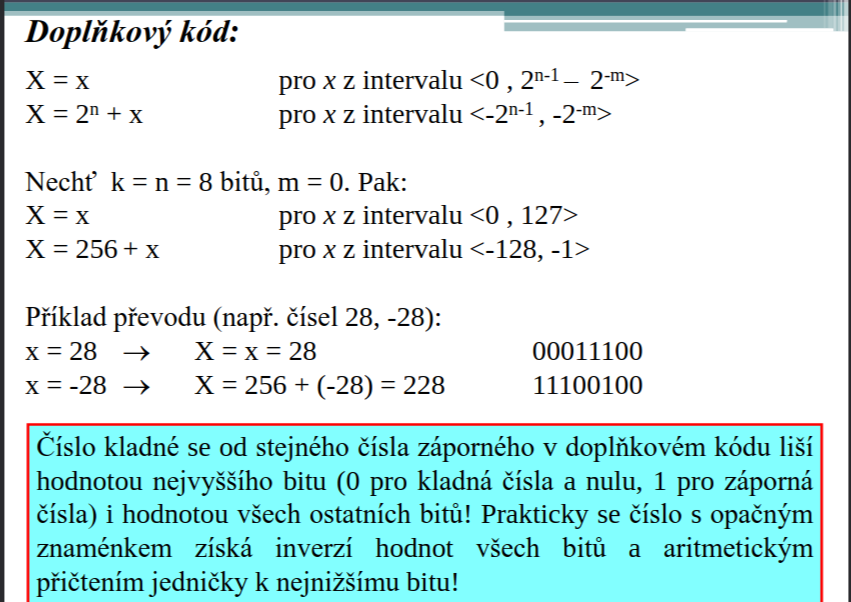 Doplňkový kód:
X = x pro x z intervalu <0 , 2ⁿ⁻¹ – 2⁻ᵐ>
X = 2ⁿ + x pro x z intervalu <-2ⁿ⁻¹ , -2⁻ᵐ>
Nechť k = n = 8 bitů, m = 0. Pak:
X = x pro x z intervalu <0 , 127>
X = 256 + x pro x z intervalu <-128, -1>
Příklad převodu (např. čísel 28, -28):
x = 28 → X = x = 28 00011100
x = -28 → X = 256 + (-28) = 228 11100100
Číslo kladné se od stejného čísla záporného v doplňkovém kódu liší
hodnotou nejvyššího bitu (0 pro kladná čísla a nulu, 1 pro záporná
čísla) i hodnotou všech ostatních bitů! Prakticky se číslo s opačným
znaménkem získá inverzí hodnot všech bitů a aritmetickým
přičtením jedničky k nejnižšímu bitu!